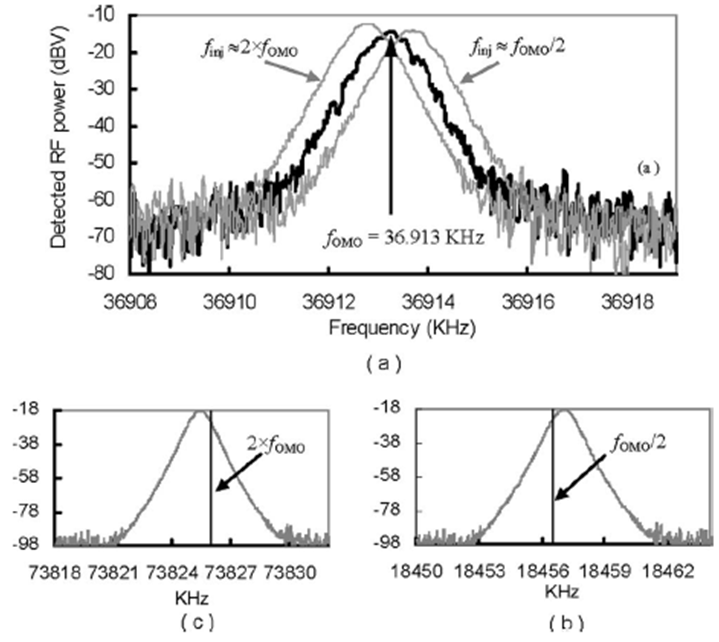 Detected RF power (dBV)
-10
-20
-30
-40
-50
-60
-70
-80
finj ≈2×fOMO
finj ≈ fOMO/2
(a)
fOMO = 36.913 KHz
36908 36910 36912 36914 36916 36918
Frequency (KHz)
(a)
-18
-38
-58
-78
-98
2×fOMO
73818 73821 73824 73827 73830
KHz
(c)
-18
-38
-58
-78
-98
fOMO/2
18450 18453 18456 18459 18462
KHz
(b)